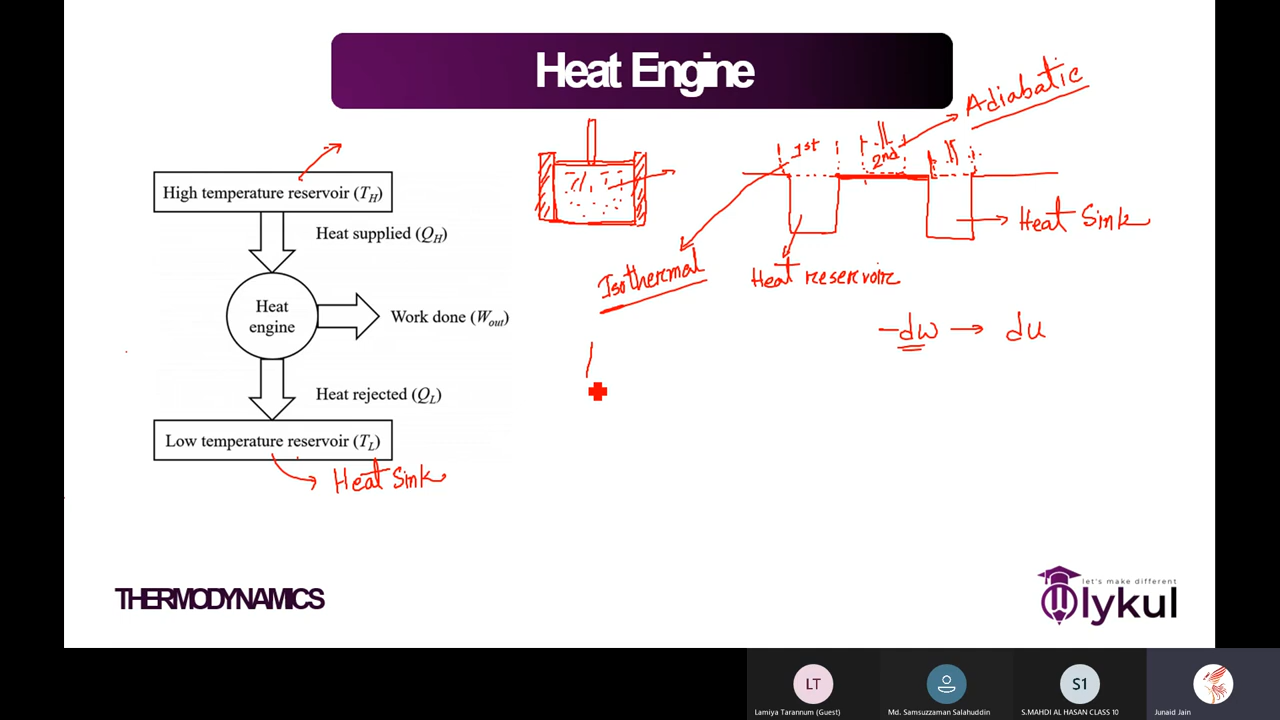 Heat Engine
High temperature reservoir (T_H)
Heat supplied (Q_H)
Heat
engine
Work done (W_out)
Heat rejected (Q_L)
Low temperature reservoir (T_L)
Heat Sink
1st
2nd
Adiabatic
Isothermal
Heat reservoir
Heat Sink
-dw → du
THERMODYNAMICS
let's make different
lykul
LT
Lamiya Tarannum (Guest)
Md. Samsuzzaman Salahuddin
S1
S.MAHDI AL HASAN CLASS 10
Junaid Jain